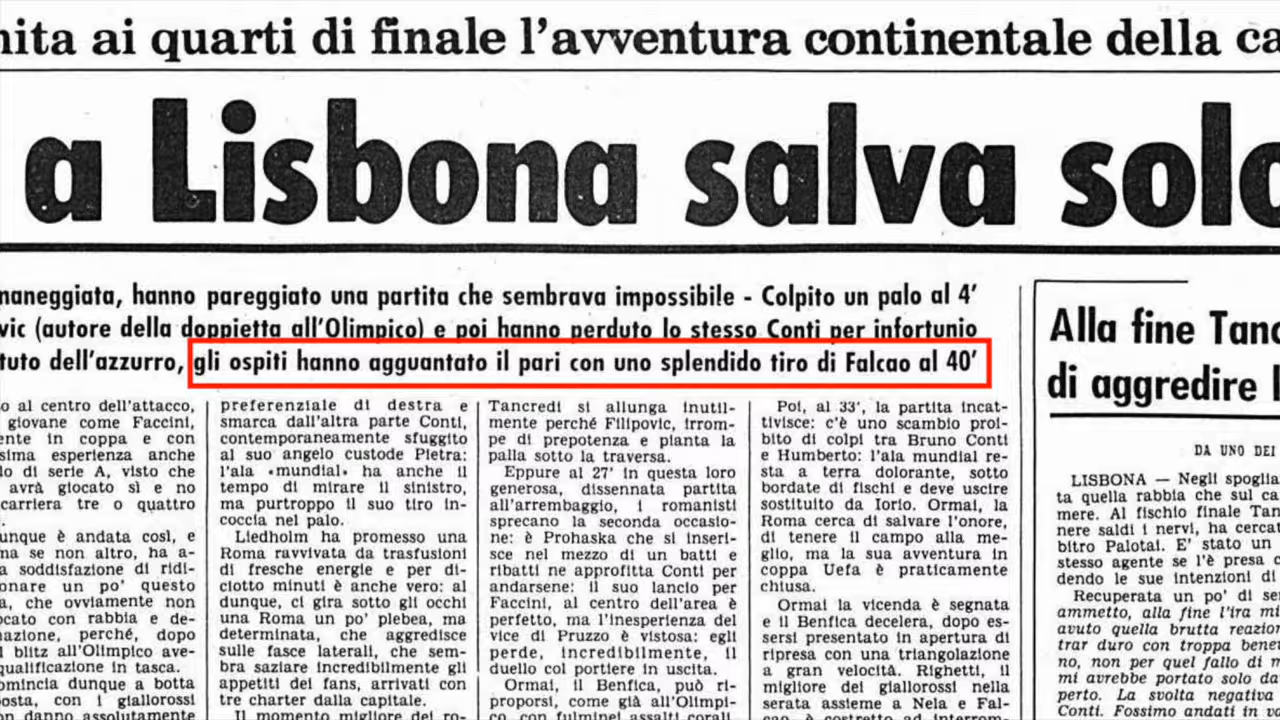 nita ai quarti di finale l'avventura continentale della ca
a Lisbona salva solo
maneggiata, hanno pareggiato una partita che sembrava impossibile - Colpito un palo al 4'
vic (autore della doppietta all'Olimpico) e poi hanno perduto lo stesso Conti per infortunio
tuto dell'azzurro, gli ospiti hanno agguantato il pari con uno splendido tiro di Falcao al 40'
o al centro dell'attacco,
giovane come Faccini,
ente in coppa e con
sima esperienza anche
lo di serie A, visto che
avrà giocato sì e no
carriera tre o quattro
.
unque è andata così, e
na se non altro, ha a-
a soddisfazione di ridi-
onare un po' questo
a, che ovviamente non
ocato con rabbia e de-
nazione, perché, dopo
l blitz all'Olimpico ave-
qualificazione in tasca.
omincia dunque a botta
osta, con i giallorossi
on danno assolutamente
preferenziale di destra e
smarca dall'altra parte Conti,
contemporaneamente sfuggito
al suo angelo custode Pietra:
l'ala «mundial» ha anche il
tempo di mirare il sinistro,
ma purtroppo il suo tiro in-
coccia nel palo.
Liedholm ha promesso una
Roma ravvivata da trasfusioni
di fresche energie e per di-
ciotto minuti è anche vero: al
dunque, ci gira sotto gli occhi
una Roma un po' plebea, ma
determinata, che aggredisce
sulle fasce laterali, che sem-
bra saziare incredibilmente gli
appetiti dei fans, arrivati con
tre charter dalla capitale.
Il momento migliore dei ro-
Tancredi si allunga inutil-
mente perché Filipovic, irrom-
pe di prepotenza e pianta la
palla sotto la traversa.
Eppure al 27' in questa loro
generosa, dissennata partita
all'arrembaggio, i romanisti
sprecano la seconda occasio-
ne: è Prohaska che si inseri-
sce nel mezzo di un batti e
ribatti ne approfitta Conti per
andarsene: il suo lancio per
Faccini, al centro dell'area è
perfetto, ma l'inesperienza del
vice di Pruzzo è vistosa: egli
perde, incredibilmente, il
duello col portiere in uscita.
Ormai, il Benfica, può ri-
proporsi, come già all'Olimpi-
co, con fulminei assalti corali.
Poi, al 33', la partita incat-
tivisce: c'è uno scambio proi-
bito di colpi tra Bruno Conti
e Humberto: l'ala mundial re-
sta a terra dolorante, sotto
bordate di fischi e deve uscire
sostituito da Iorio. Ormai, la
Roma cerca di salvare l'onore,
di tenere il campo alla me-
glio, ma la sua avventura in
coppa Uefa è praticamente
chiusa.
Ormai la vicenda è segnata
e il Benfica decelera, dopo es-
sersi presentato in apertura di
ripresa con una triangolazione
a gran velocità. Righetti, il
migliore dei giallorossi nella
serata assieme a Nela e Fal-
cao, è costretto ad interrom-
Alla fine Tanc
di aggredire l
DA UNO DEI
LISBONA — Negli spoglia
ta quella rabbia che sul ca
mere. Al fischio finale Tan
nere saldi i nervi, ha cercat
bitro Palotai. E' stato un
stesso agente se l'è presa c
dendo le sue intenzioni di
Recuperata un po' di se
ammetto, alla fine l'ira mi
avuto quella brutta reazion
trar duro con troppa bene
no, non per quel fallo di m
mi avrebbe portato solo da
perto. La svolta negativa
Conti. Fossimo andati in v